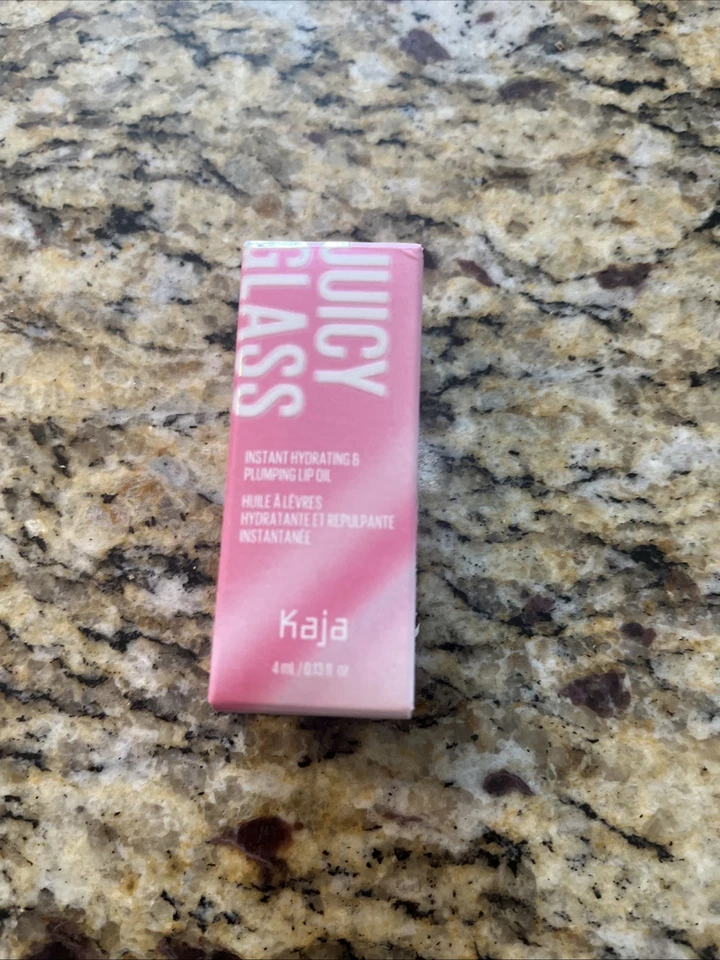 JUICY
GLASS
INSTANT HYDRATING &
PLUMPING LIP OIL
HUILE À LÈVRES
HYDRATANTE ET REPULPANTE
INSTANTANÉE
Kaja
4 ml / 0.13 fl oz